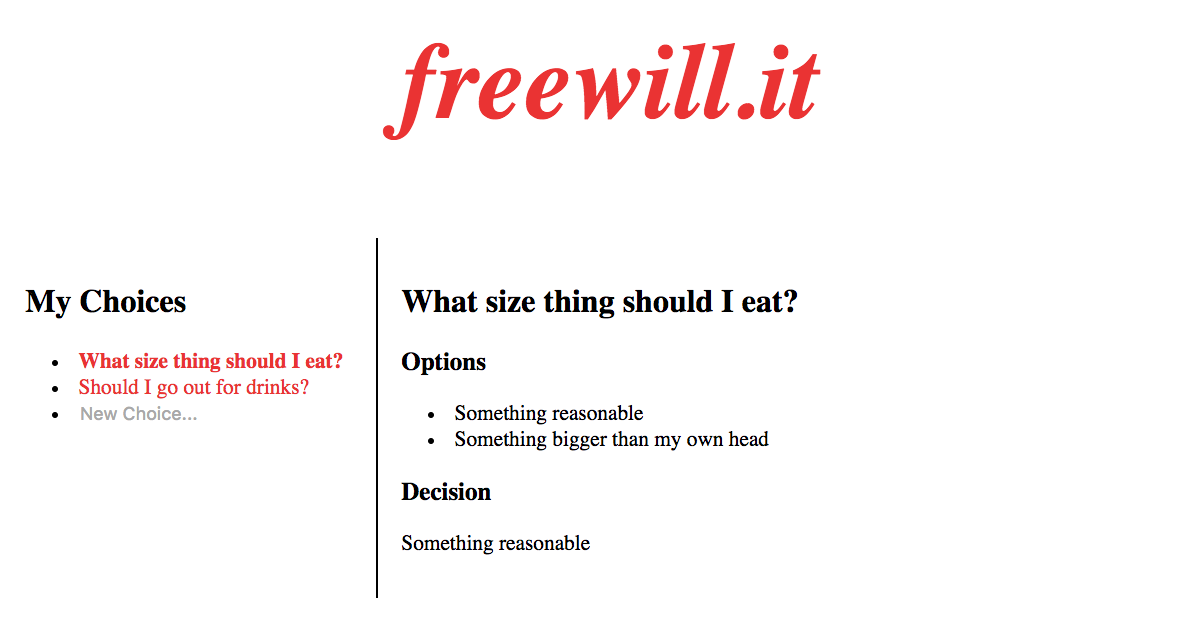 freewill.it
My Choices
What size thing should I eat?
Should I go out for drinks?
New Choice...
What size thing should I eat?
Options
Something reasonable
Something bigger than my own head
Decision
Something reasonable